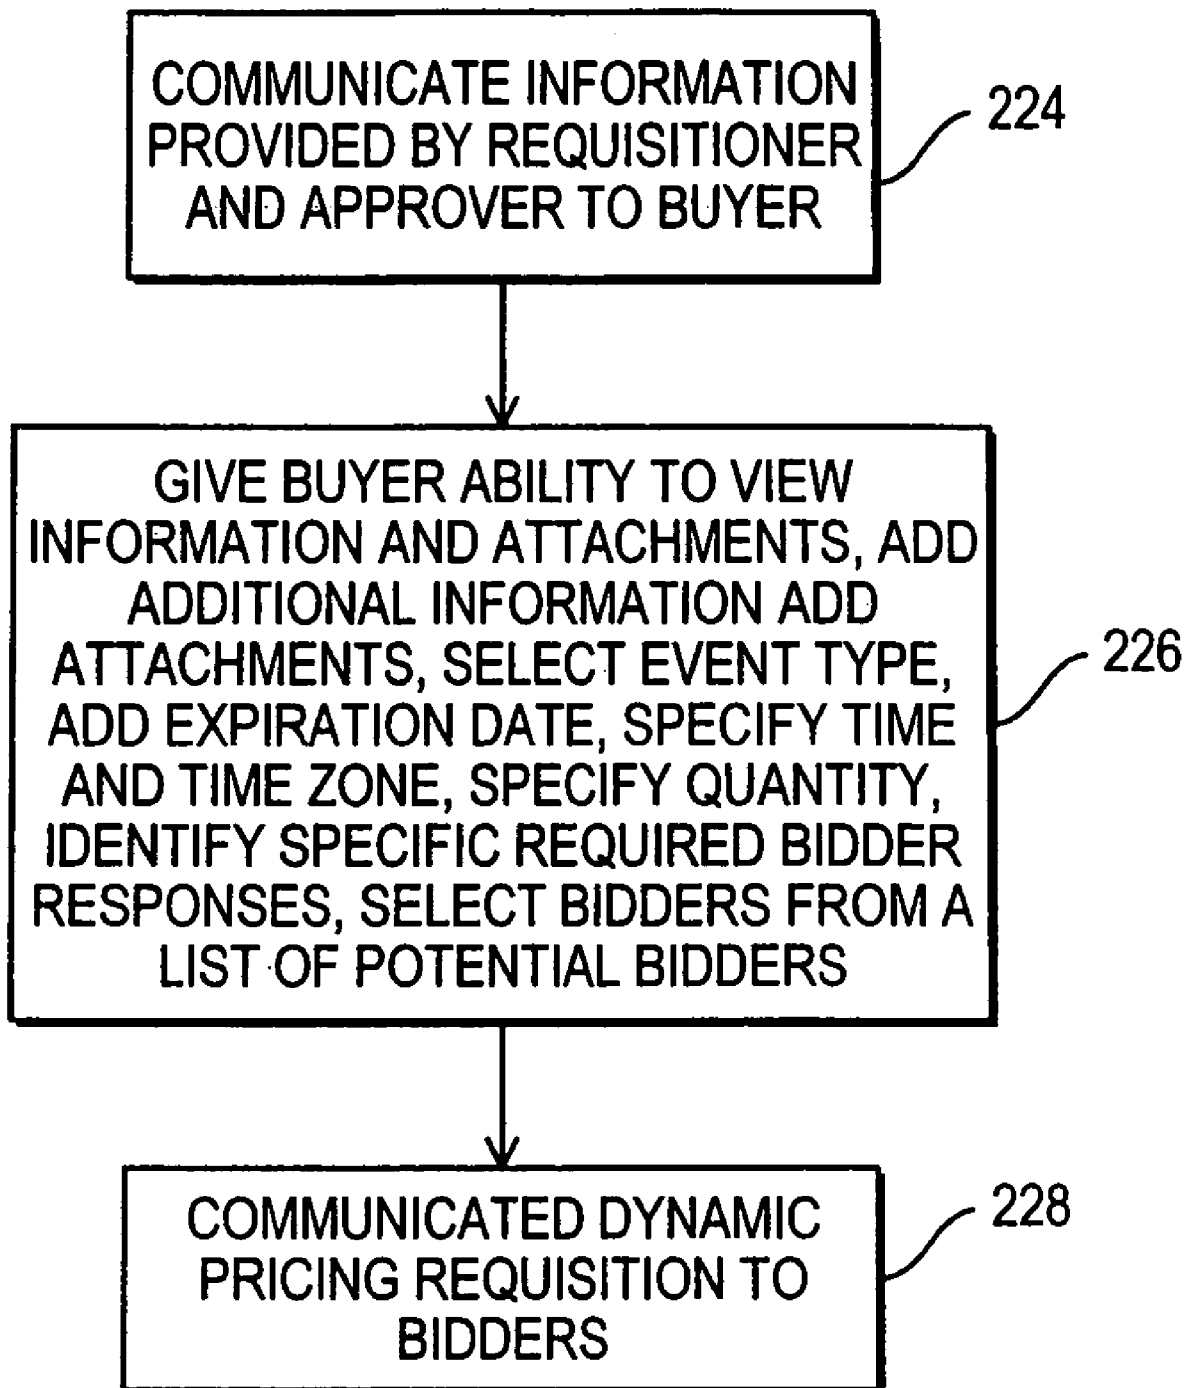 COMMUNICATE INFORMATION
PROVIDED BY REQUISITIONER
AND APPROVER TO BUYER
224
GIVE BUYER ABILITY TO VIEW
INFORMATION AND ATTACHMENTS, ADD
ADDITIONAL INFORMATION ADD
ATTACHMENTS, SELECT EVENT TYPE,
ADD EXPIRATION DATE, SPECIFY TIME
AND TIME ZONE, SPECIFY QUANTITY,
IDENTIFY SPECIFIC REQUIRED BIDDER
RESPONSES, SELECT BIDDERS FROM A
LIST OF POTENTIAL BIDDERS
226
COMMUNICATED DYNAMIC
PRICING REQUISITION TO
BIDDERS
228